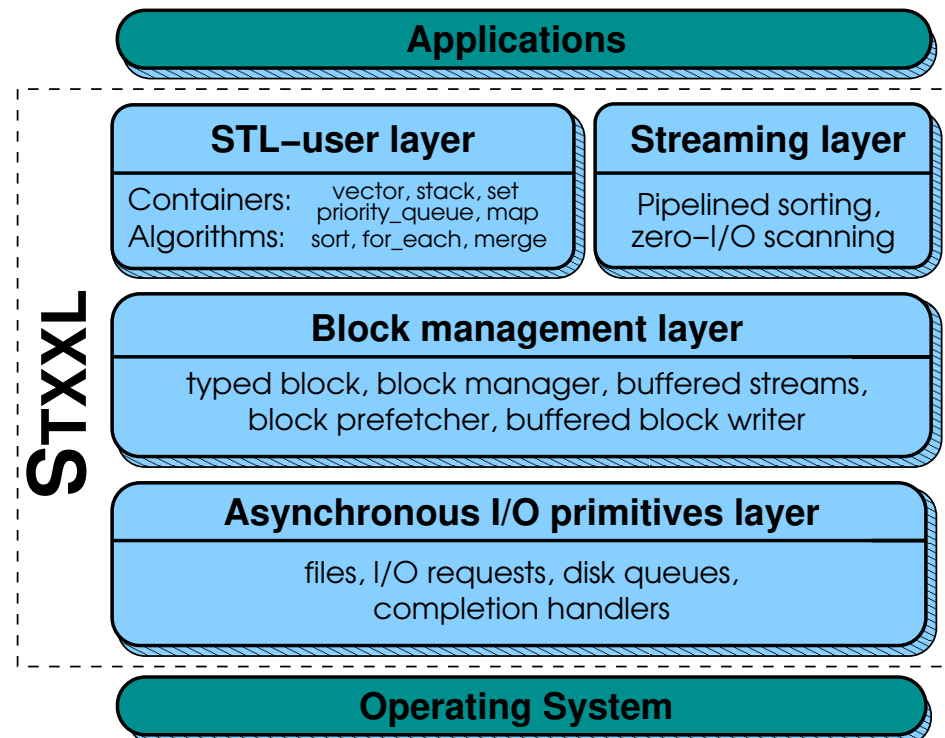 Applications
STXXL
STL–user layer
Containers: vector, stack, set
priority_queue, map
Algorithms: sort, for_each, merge
Streaming layer
Pipelined sorting,
zero–I/O scanning
Block management layer
typed block, block manager, buffered streams,
block prefetcher, buffered block writer
Asynchronous I/O primitives layer
files, I/O requests, disk queues,
completion handlers
Operating System